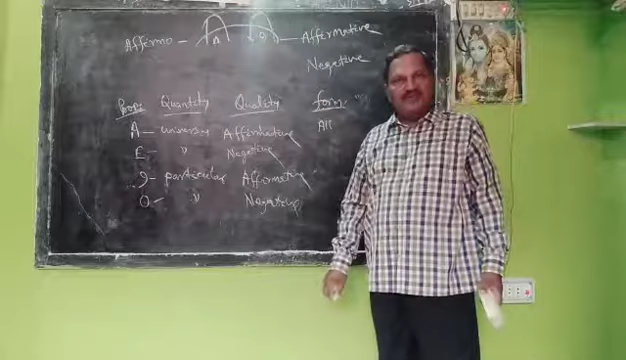 Affirmo — A I — Affirmative
Negative
Prop: Quantity Quality form:
A — universal Affirmative All
E — " Negative
I — particular Affirmative
O — " Negative